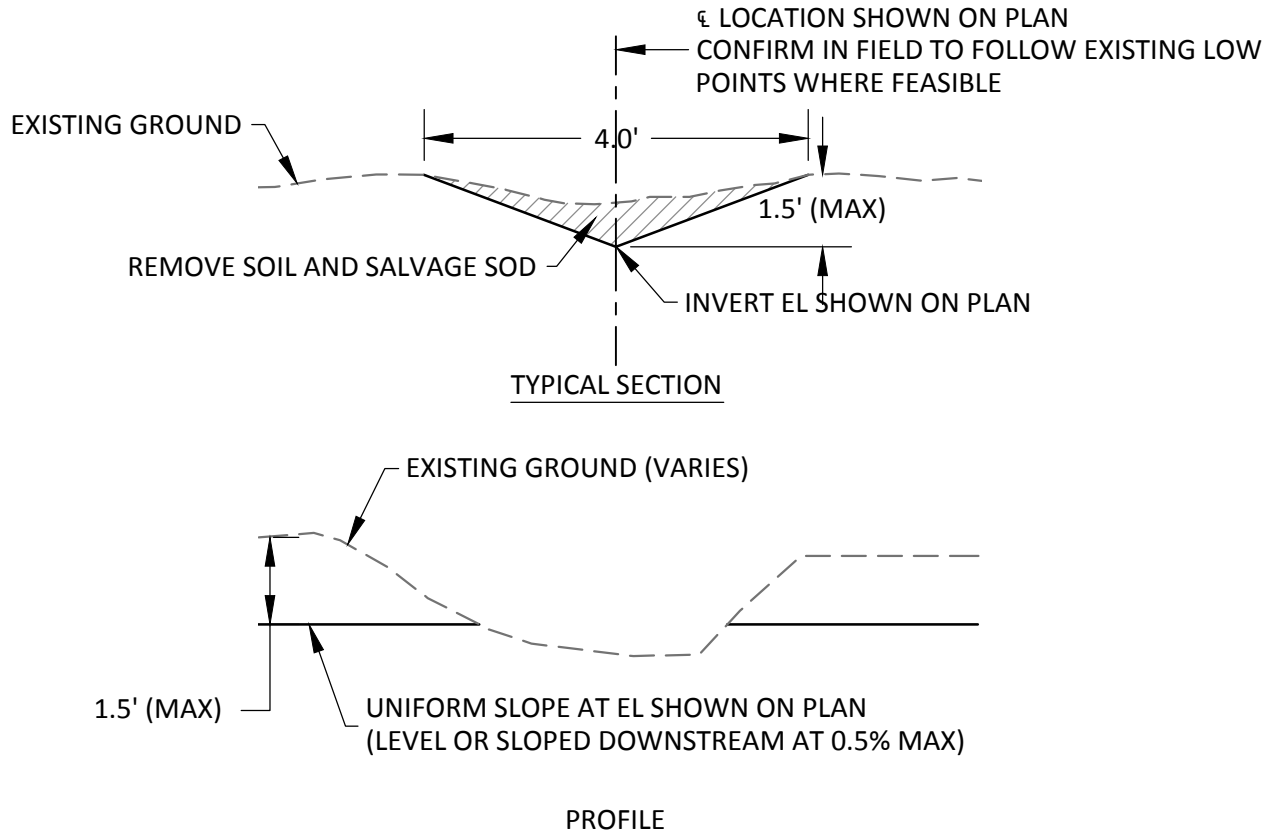 ℄ LOCATION SHOWN ON PLAN
CONFIRM IN FIELD TO FOLLOW EXISTING LOW
POINTS WHERE FEASIBLE
EXISTING GROUND
4.0'
1.5' (MAX)
REMOVE SOIL AND SALVAGE SOD
INVERT EL SHOWN ON PLAN
TYPICAL SECTION
EXISTING GROUND (VARIES)
1.5' (MAX)
UNIFORM SLOPE AT EL SHOWN ON PLAN
(LEVEL OR SLOPED DOWNSTREAM AT 0.5% MAX)
PROFILE